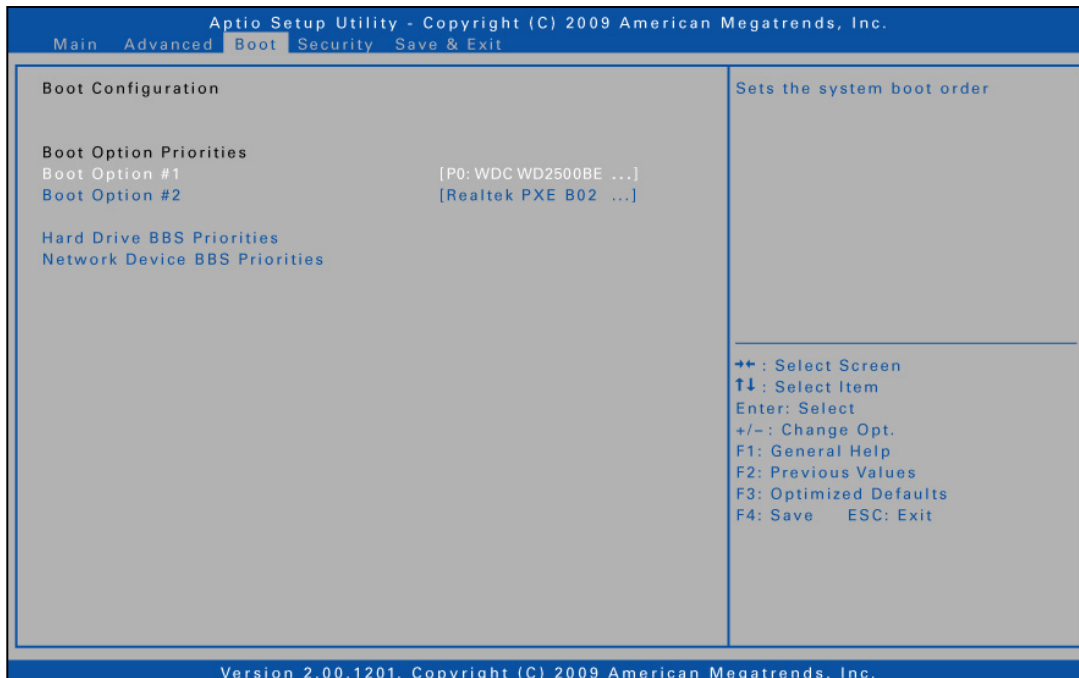 Aptio Setup Utility - Copyright (C) 2009 American Megatrends, Inc.
Main Advanced Boot Security Save & Exit
Boot Configuration
Boot Option Priorities
Boot Option #1 [P0: WDC WD2500BE ...]
Boot Option #2 [Realtek PXE B02 ...]
Hard Drive BBS Priorities
Network Device BBS Priorities
Sets the system boot order
→← : Select Screen
↑↓ : Select Item
Enter: Select
+/– : Change Opt.
F1: General Help
F2: Previous Values
F3: Optimized Defaults
F4: Save ESC: Exit
Version 2.00.1201. Copyright (C) 2009 American Megatrends, Inc.